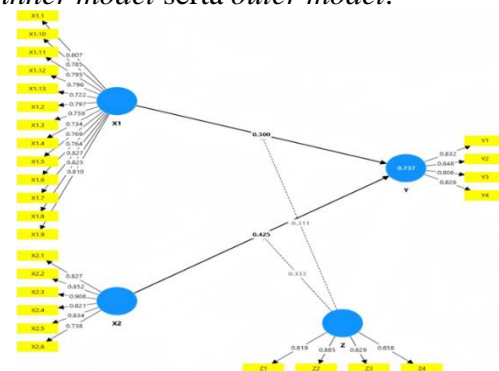 inner model serta outer model.
X1.1
X1.10
X1.11
X1.12
X1.13
X1.2
X1.3
X1.4
X1.5
X1.6
X1.7
X1.8
X1.9
0.807
0.785
0.795
0.796
0.722
0.797
0.759
0.734
0.769
0.764
0.827
0.825
0.810
X1
0.300
Y1
Y2
Y3
Y4
0.832
0.846
0.806
0.826
0.737
Y
X2.1
X2.2
X2.3
X2.4
X2.5
X2.6
0.827
0.852
0.908
0.821
0.834
0.738
X2
0.425
-0.311
0.333
Z
0.819
0.885
0.829
0.858
Z1
Z2
Z3
Z4